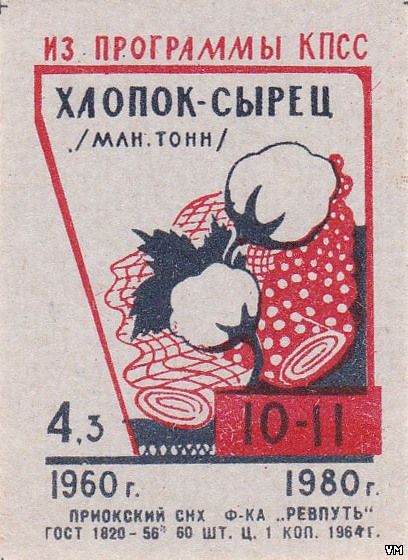 ИЗ ПРОГРАММЫ КПСС
ХЛОПОК-СЫРЕЦ
/МЛН. ТОНН/
4,3 10-11
1960 г. 1980 г.
ПРИОКСКИЙ СНХ Ф-КА „РЕВПУТЬ"
ГОСТ 1820-56* 60 ШТ. Ц. 1 КОП. 1964 г.
VM